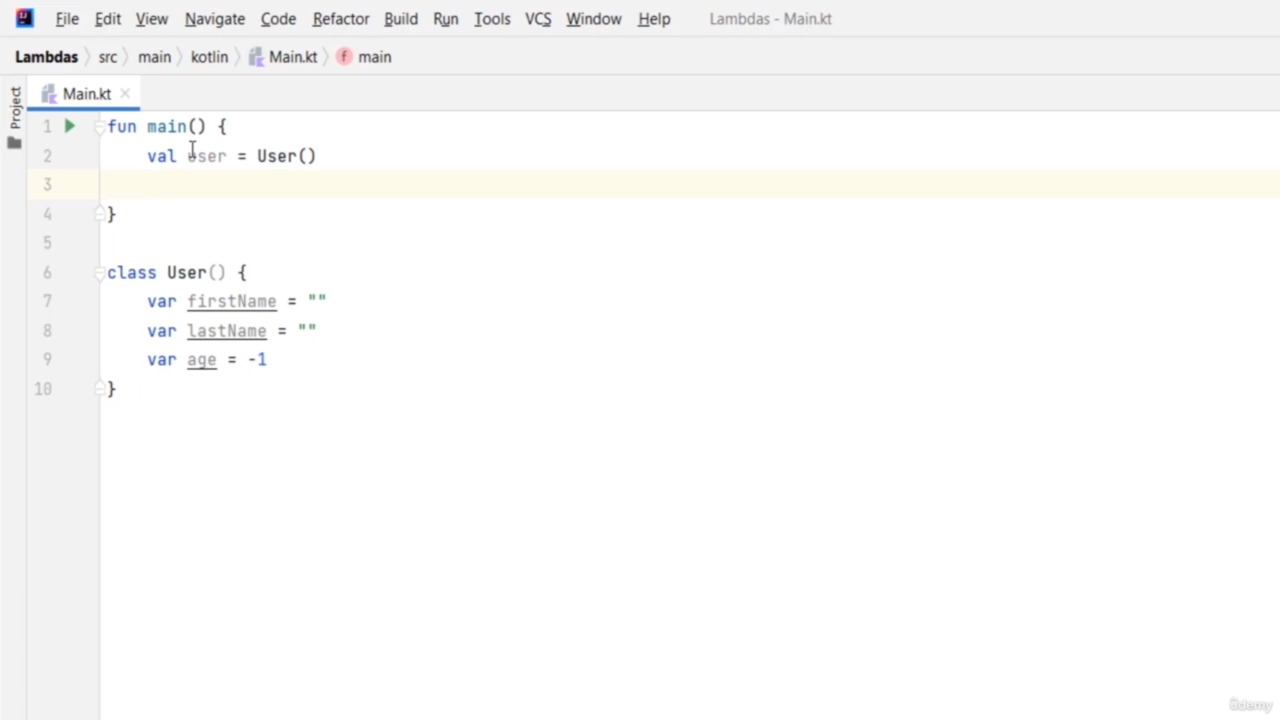 File Edit View Navigate Code Refactor Build Run Tools VCS Window Help Lambdas - Main.kt
Lambdas src main kotlin Main.kt f main
Project
Main.kt
1 fun main() {
2 val user = User()
3
4 }
5
6 class User() {
7 var firstName = ""
8 var lastName = ""
9 var age = -1
10 }
ûdemy